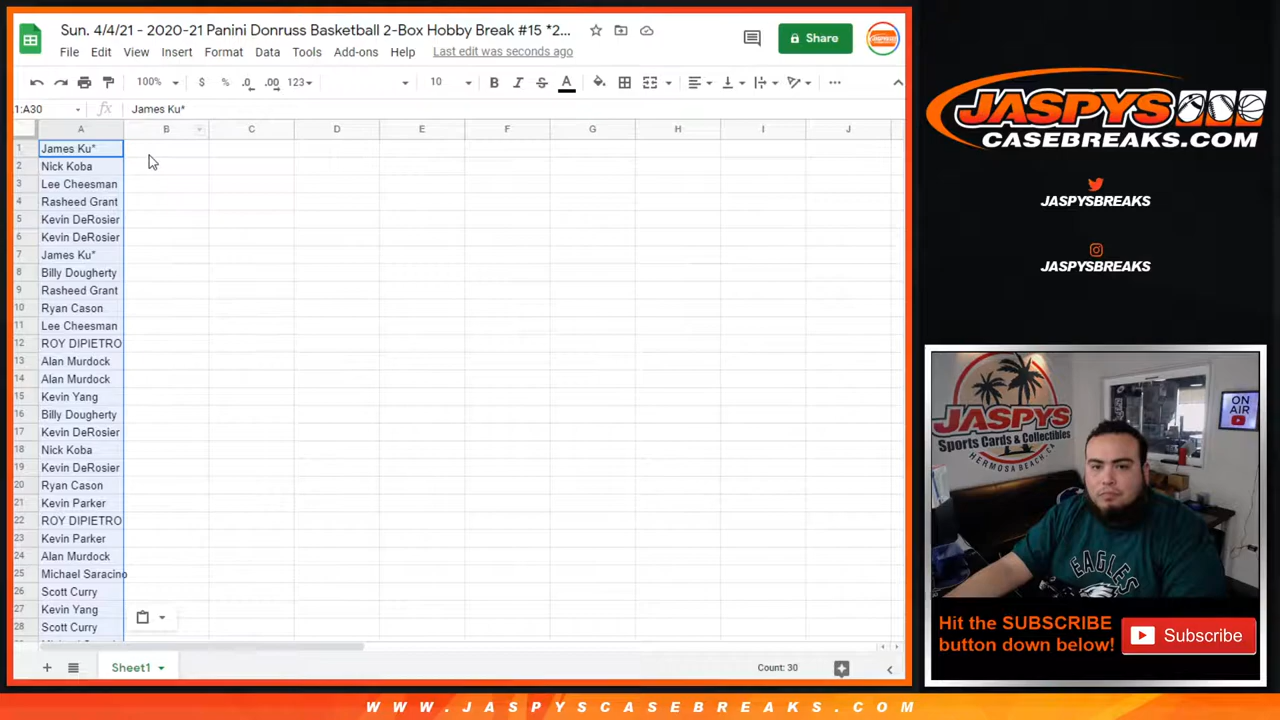 Sun. 4/4/21 - 2020-21 Panini Donruss Basketball 2-Box Hobby Break #15 *2...
Share
File Edit View Insert Format Data Tools Add-ons Help Last edit was seconds ago
100% $ % .0 .00 123 10 B I S A
1:A30 fx James Ku*
A B C D E F G H I J
1 James Ku*
2 Nick Koba
3 Lee Cheesman
4 Rasheed Grant
5 Kevin DeRosier
6 Kevin DeRosier
7 James Ku*
8 Billy Dougherty
9 Rasheed Grant
10 Ryan Cason
11 Lee Cheesman
12 ROY DIPIETRO
13 Alan Murdock
14 Alan Murdock
15 Kevin Yang
16 Billy Dougherty
17 Kevin DeRosier
18 Nick Koba
19 Kevin DeRosier
20 Ryan Cason
21 Kevin Parker
22 ROY DIPIETRO
23 Kevin Parker
24 Alan Murdock
25 Michael Saracino
26 Scott Curry
27 Kevin Yang
28 Scott Curry
Sheet1
Count: 30
JASPYS
CASEBREAKS.COM
JASPYSBREAKS
JASPYSBREAKS
JASPYS
Sports Cards & Collectibles
HERMOSA BEACH, CA
ON
AIR
EAGLES
Hit the SUBSCRIBE
button down below!
Subscribe
WWW.JASPYSCASEBREAKS.COM